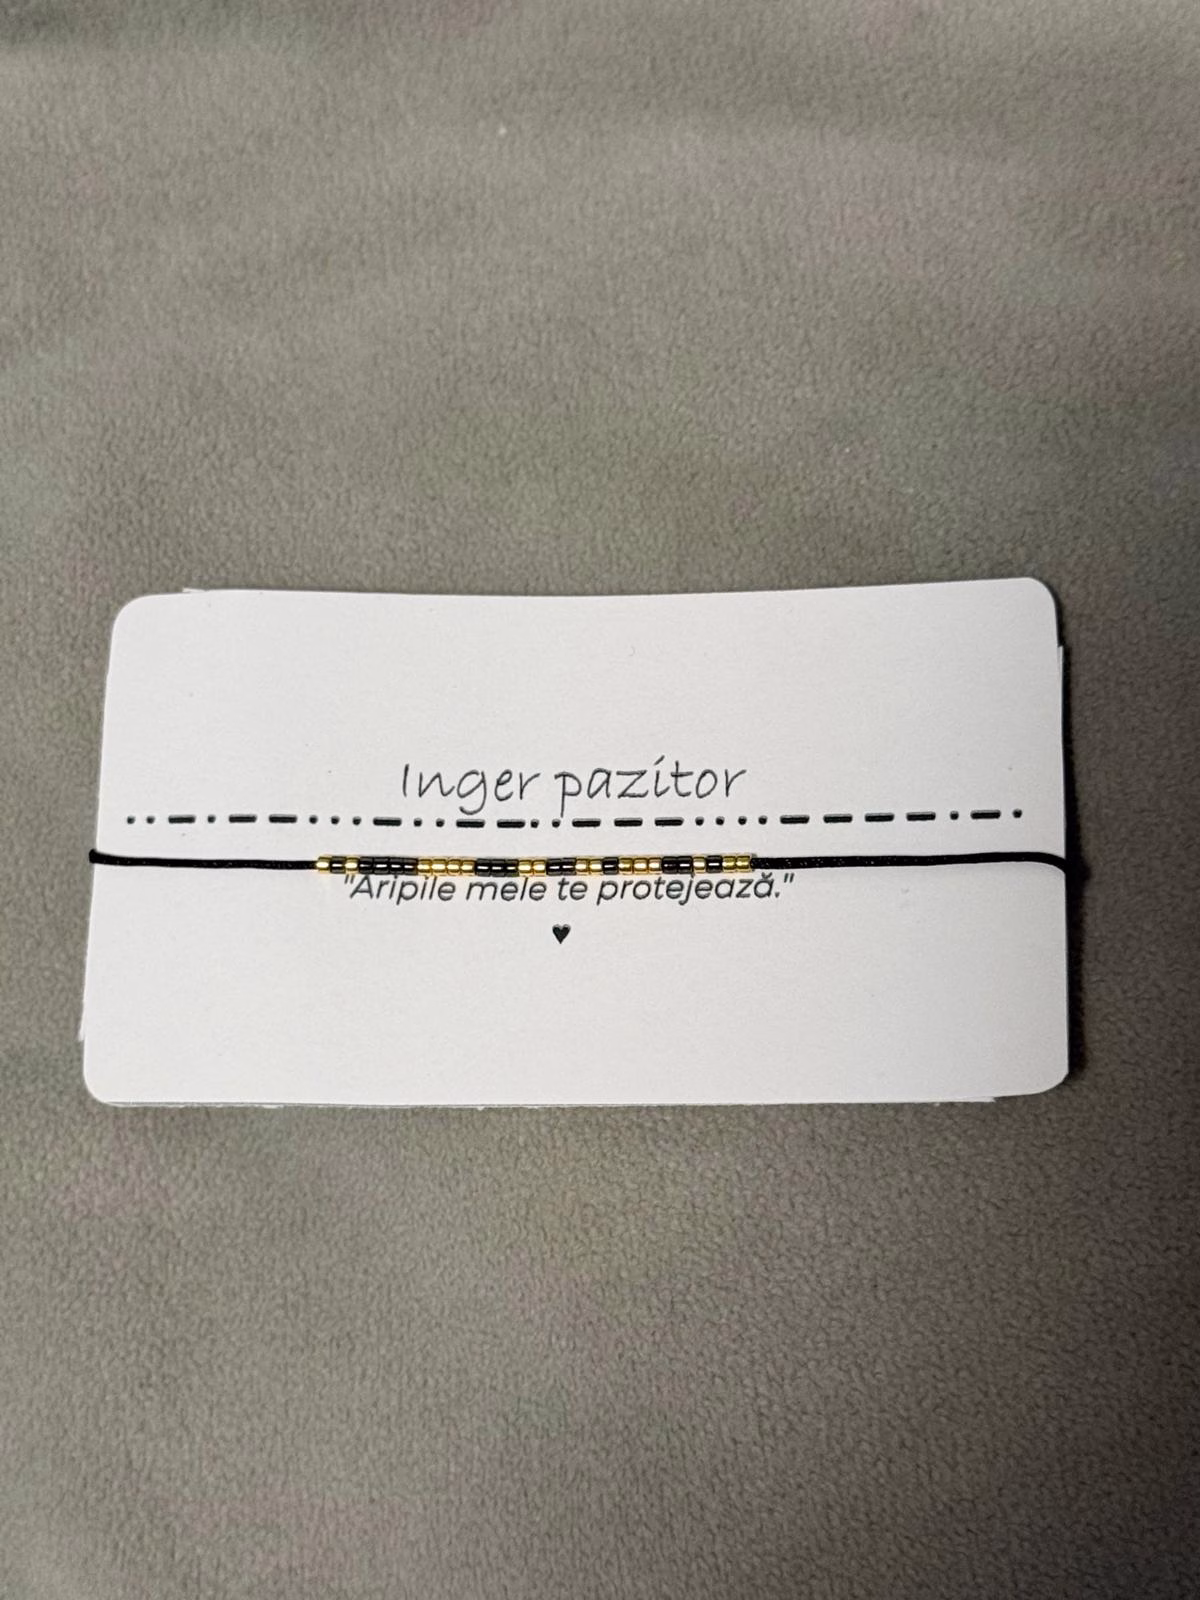 Inger pazitor
"Aripile mele te protejează."